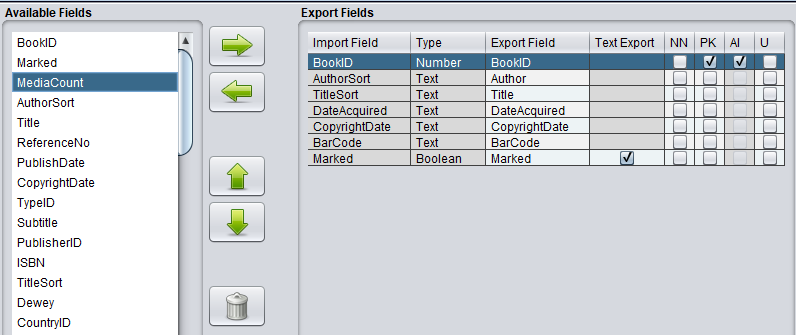 Available Fields
BookID
Marked
MediaCount
AuthorSort
Title
ReferenceNo
PublishDate
CopyrightDate
TypeID
Subtitle
PublisherID
ISBN
TitleSort
Dewey
CountryID
Export Fields
Import Field Type Export Field Text Export NN PK AI U
BookID Number BookID
AuthorSort Text Author
TitleSort Text Title
DateAcquired Text DateAcquired
CopyrightDate Text CopyrightDate
BarCode Text BarCode
Marked Boolean Marked